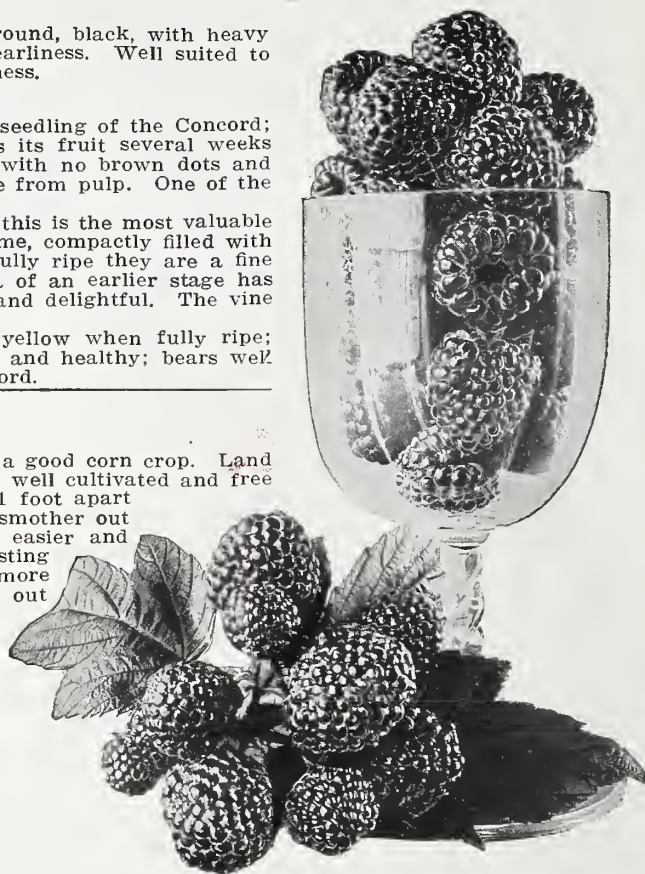 ound, black, with heavy
earliness. Well suited to
ness.
seedling of the Concord;
s its fruit several weeks
with no brown dots and
e from pulp. One of the
this is the most valuable
me, compactly filled with
fully ripe they are a fine
of an earlier stage has
and delightful. The vine
yellow when fully ripe;
and healthy; bears well
ord.
a good corn crop. Land
well cultivated and free
1 foot apart
smother out
easier and
sting
more
out